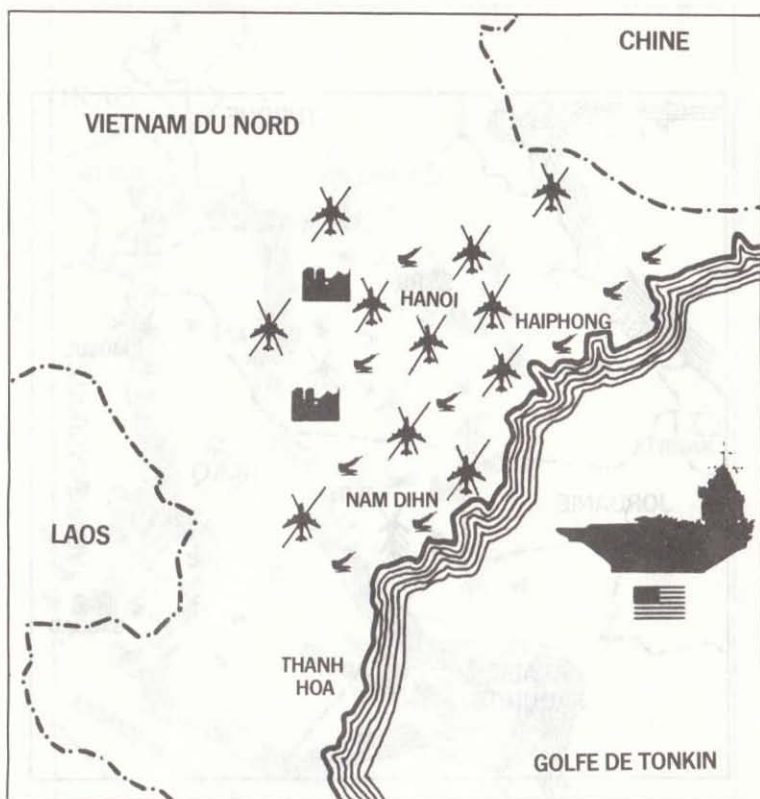 CHINE
VIETNAM DU NORD
HANOI
HAIPHONG
NAM DIHN
LAOS
THANH
HOA
GOLFE DE TONKIN